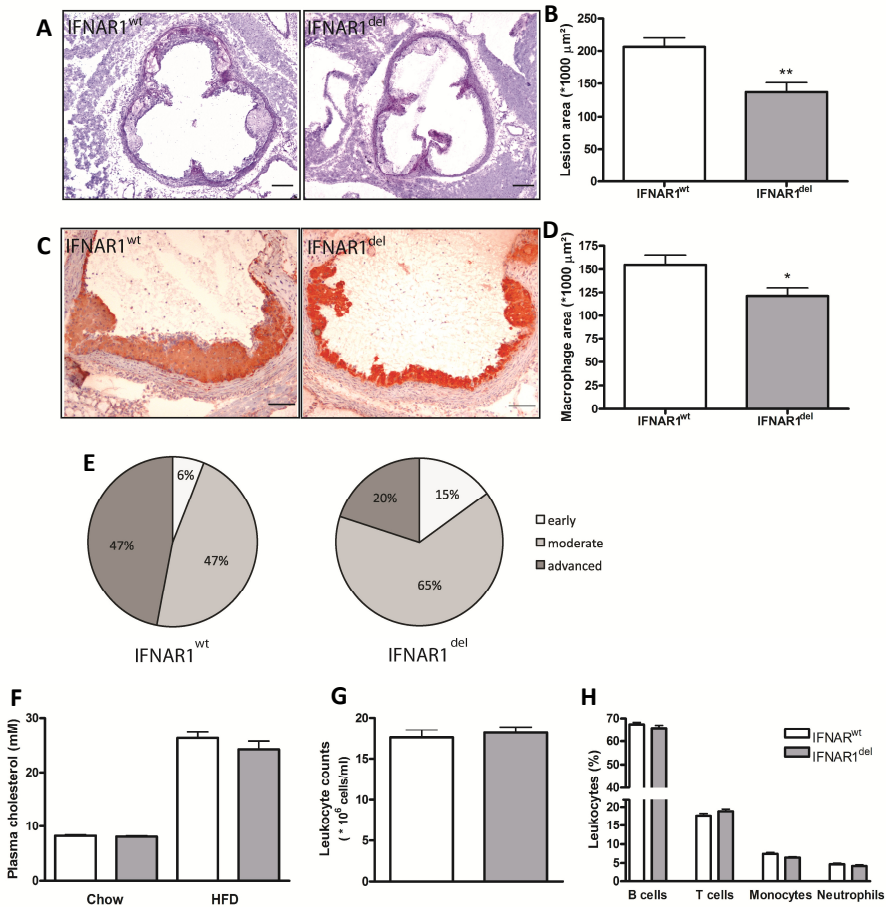 A
IFNAR1wt
IFNAR1del
B
Lesion area (*1000 µm²)
250
200
150
100
50
0
**
IFNAR1wt
IFNAR1del
C
IFNAR1wt
IFNAR1del
D
Macrophage area (*1000 µm²)
175
150
125
100
75
50
25
0
*
IFNAR1wt
IFNAR1del
E
6%
47%
47%
IFNAR1wt
15%
20%
65%
IFNAR1del
early
moderate
advanced
F
Plasma cholesterol (mM)
30
20
10
0
Chow
HFD
G
Leukocyte counts
( * 10⁶ cells/ml)
20
15
10
5
0
H
Leukocytes (%)
70
60
50
40
20
15
10
5
0
B cells
T cells
Monocytes
Neutrophils
IFNARwt
IFNAR1del